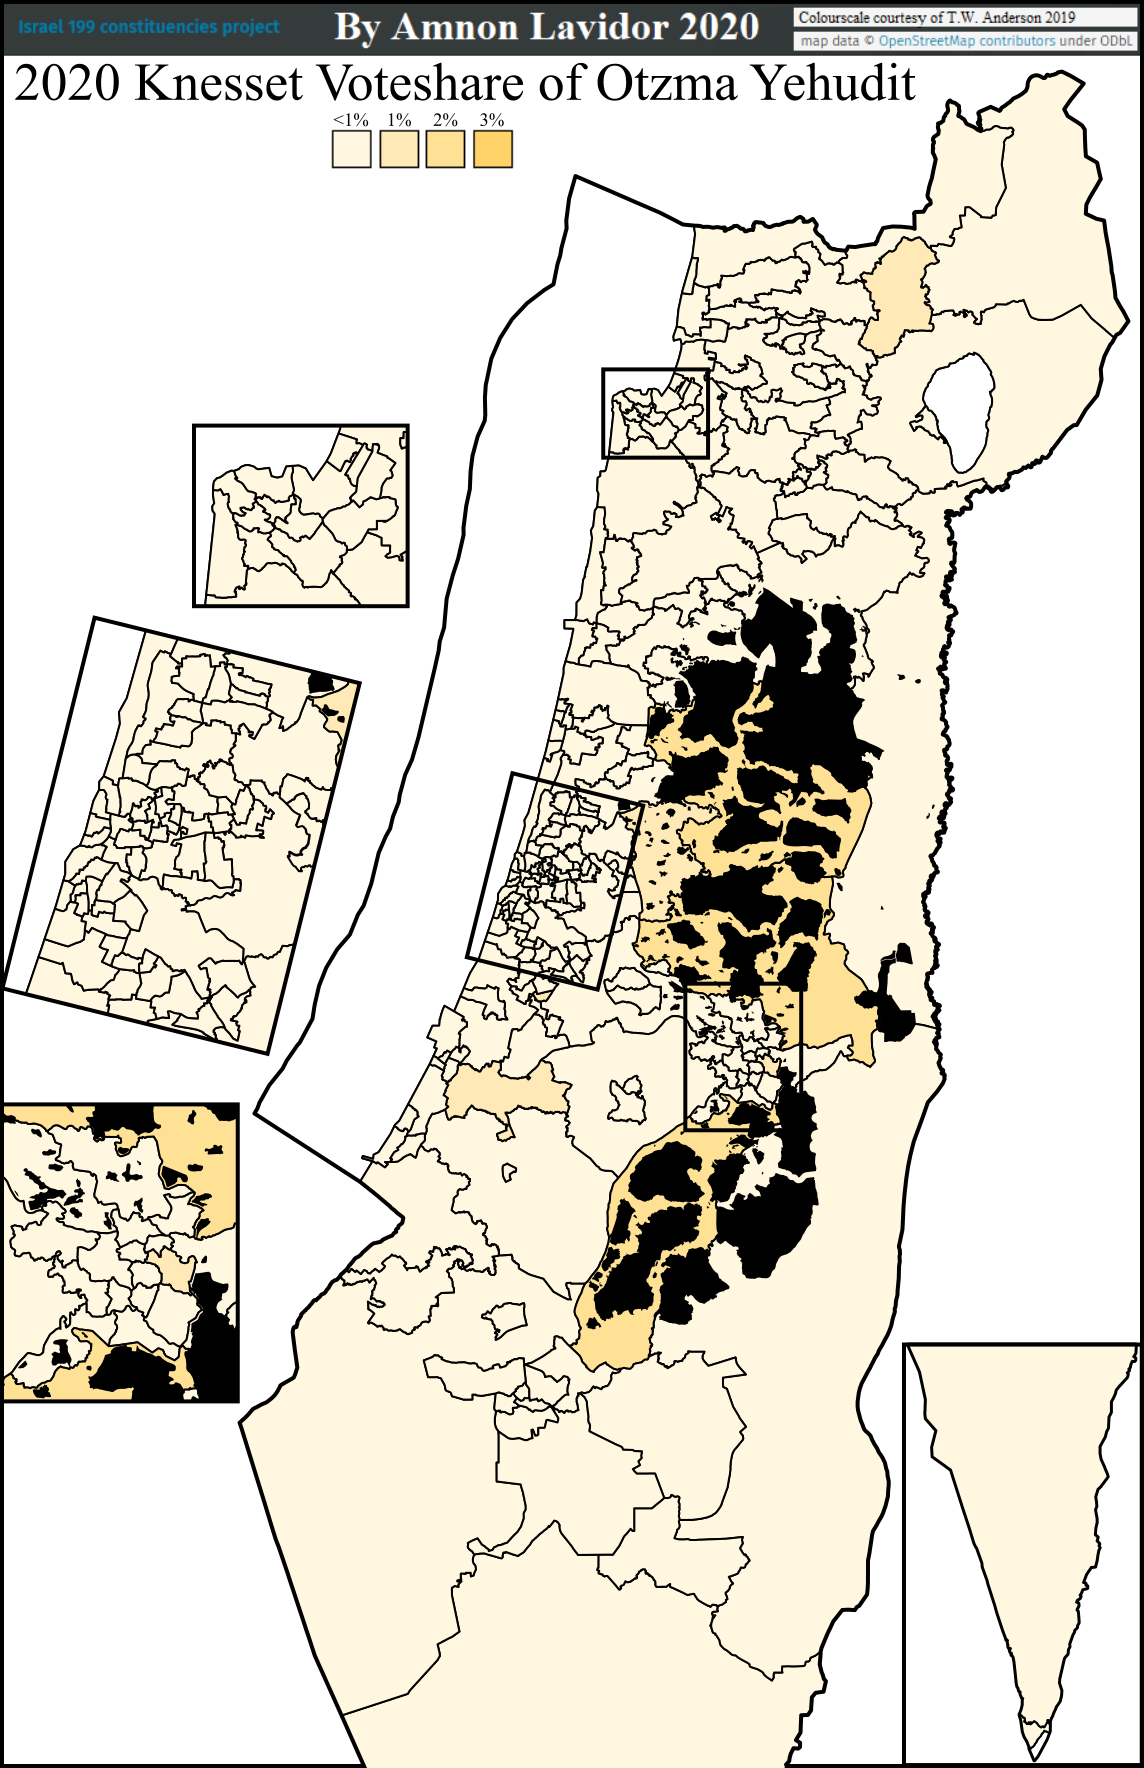 Israel 199 constituencies project
By Amnon Lavidor 2020
Colourscale courtesy of T.W. Anderson 2019
map data © OpenStreetMap contributors under ODbL
2020 Knesset Voteshare of Otzma Yehudit
<1% 1% 2% 3%